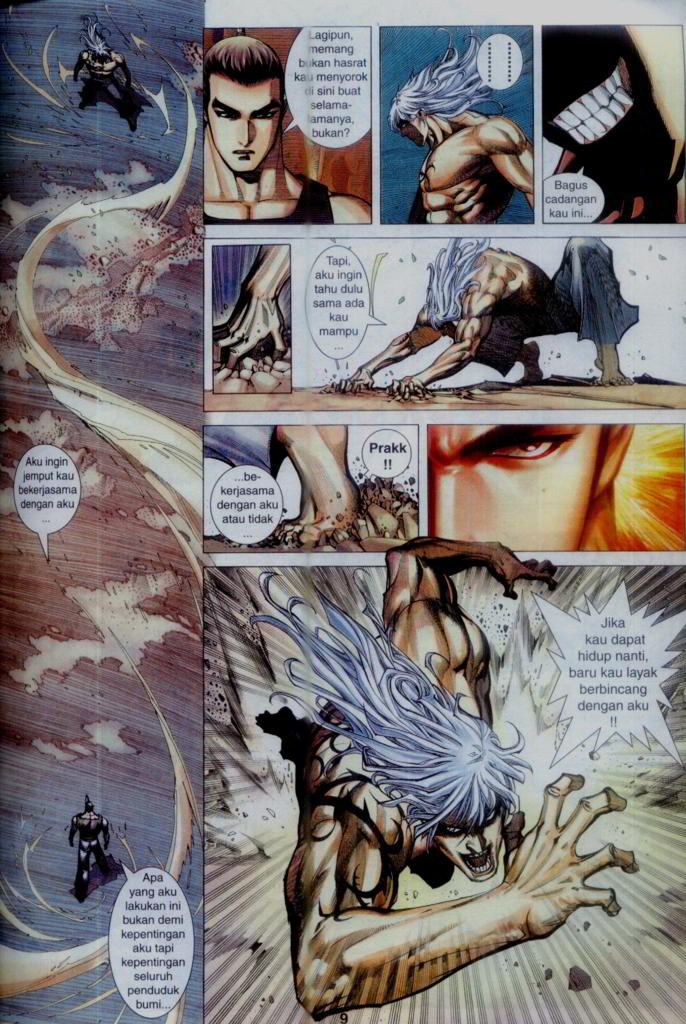 Aku ingin
jemput kau
bekerjasama
dengan aku
...
Apa
yang aku
lakukan ini
bukan demi
kepentingan
aku tapi
kepentingan
seluruh
penduduk
bumi...
Lagipun,
memang
bukan hasrat
kau menyorok
di sini buat
selama-
lamanya,
bukan?
........
Bagus
cadangan
kau ini...
Tapi,
aku ingin
tahu dulu
sama ada
kau
mampu
...
...be-
kerjasama
dengan aku
atau tidak
Prakk
!!
Jika
kau dapat
hidup nanti,
baru kau layak
berbincang
dengan aku
!!
9